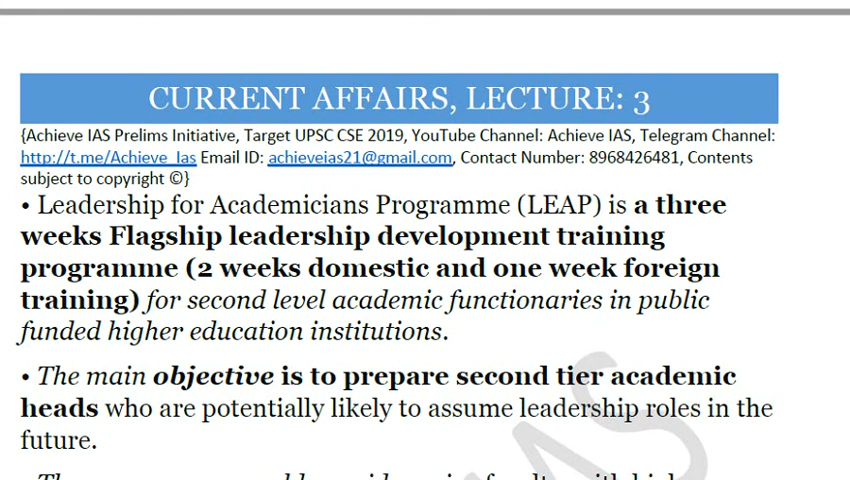 CURRENT AFFAIRS, LECTURE: 3
{Achieve IAS Prelims Initiative, Target UPSC CSE 2019, YouTube Channel: Achieve IAS, Telegram Channel:
http://t.me/Achieve_Ias Email ID: achieveias21@gmail.com, Contact Number: 8968426481, Contents
subject to copyright ©}
• Leadership for Academicians Programme (LEAP) is a three
weeks Flagship leadership development training
programme (2 weeks domestic and one week foreign
training) for second level academic functionaries in public
funded higher education institutions.
• The main objective is to prepare second tier academic
heads who are potentially likely to assume leadership roles in the
future.